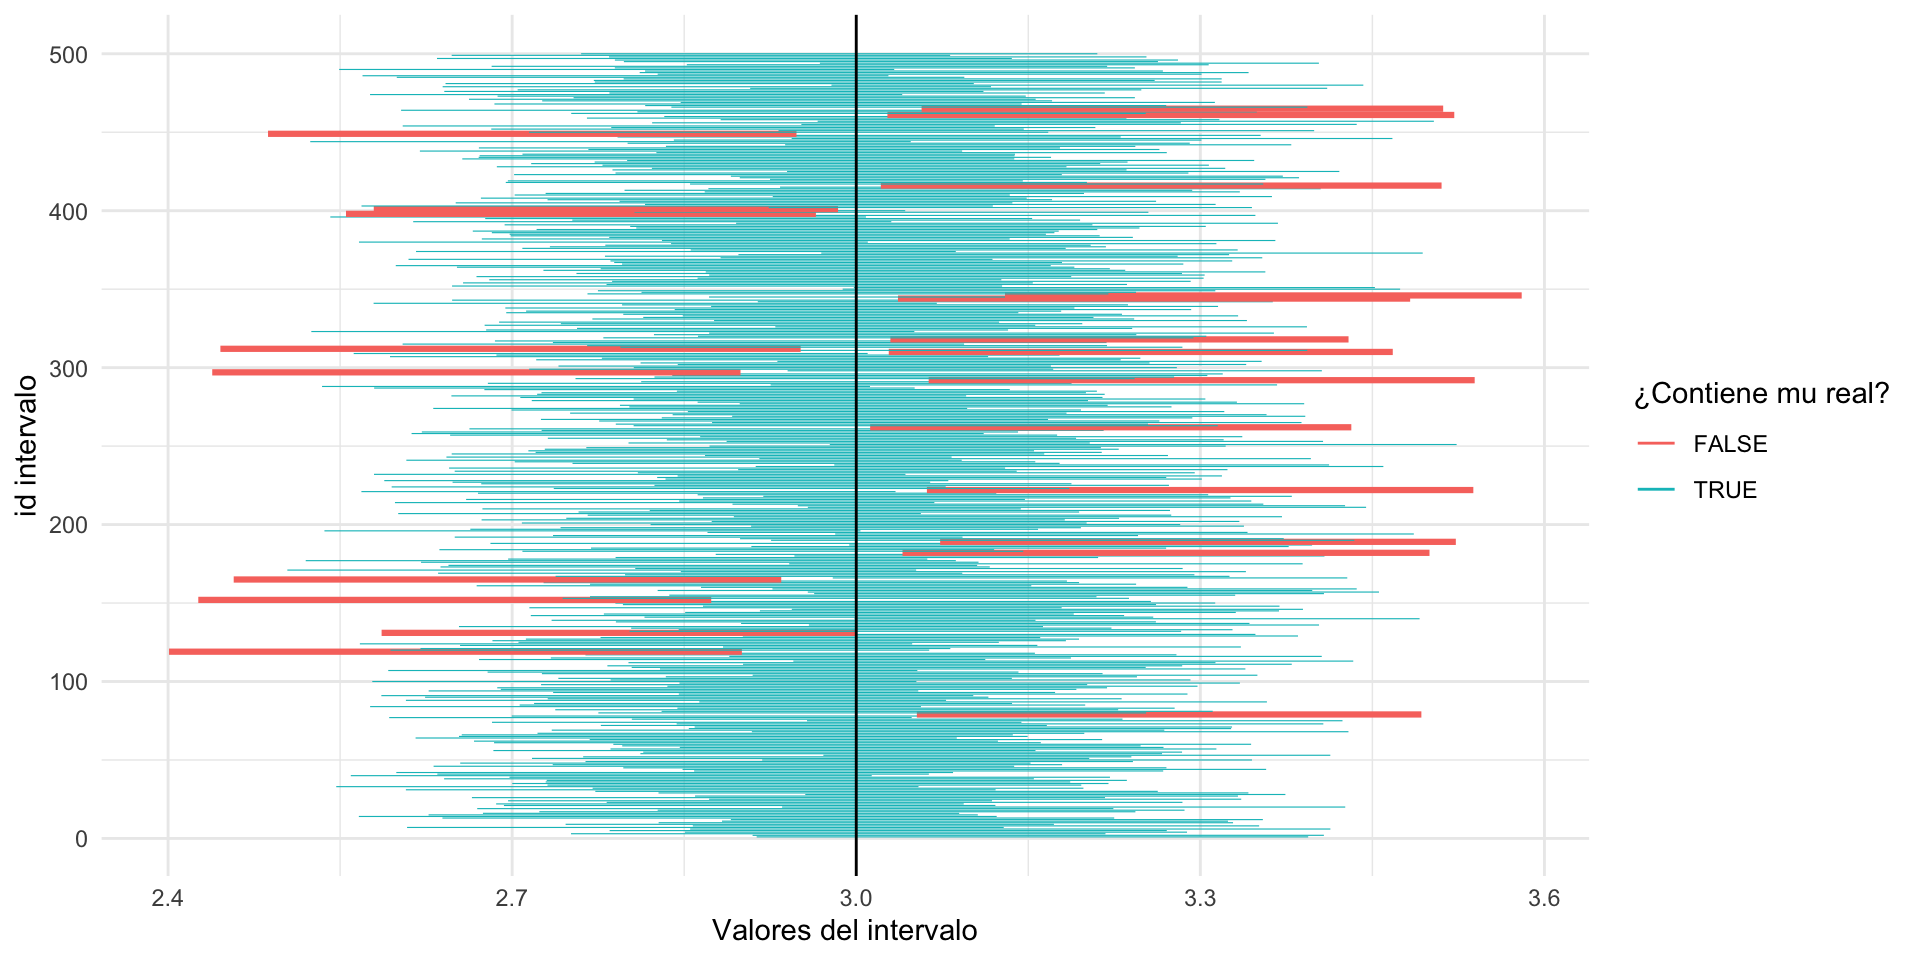 500
400
300
200
100
0
id intervalo
2.4 2.7 3.0 3.3 3.6
Valores del intervalo
¿Contiene mu real?
FALSE
TRUE